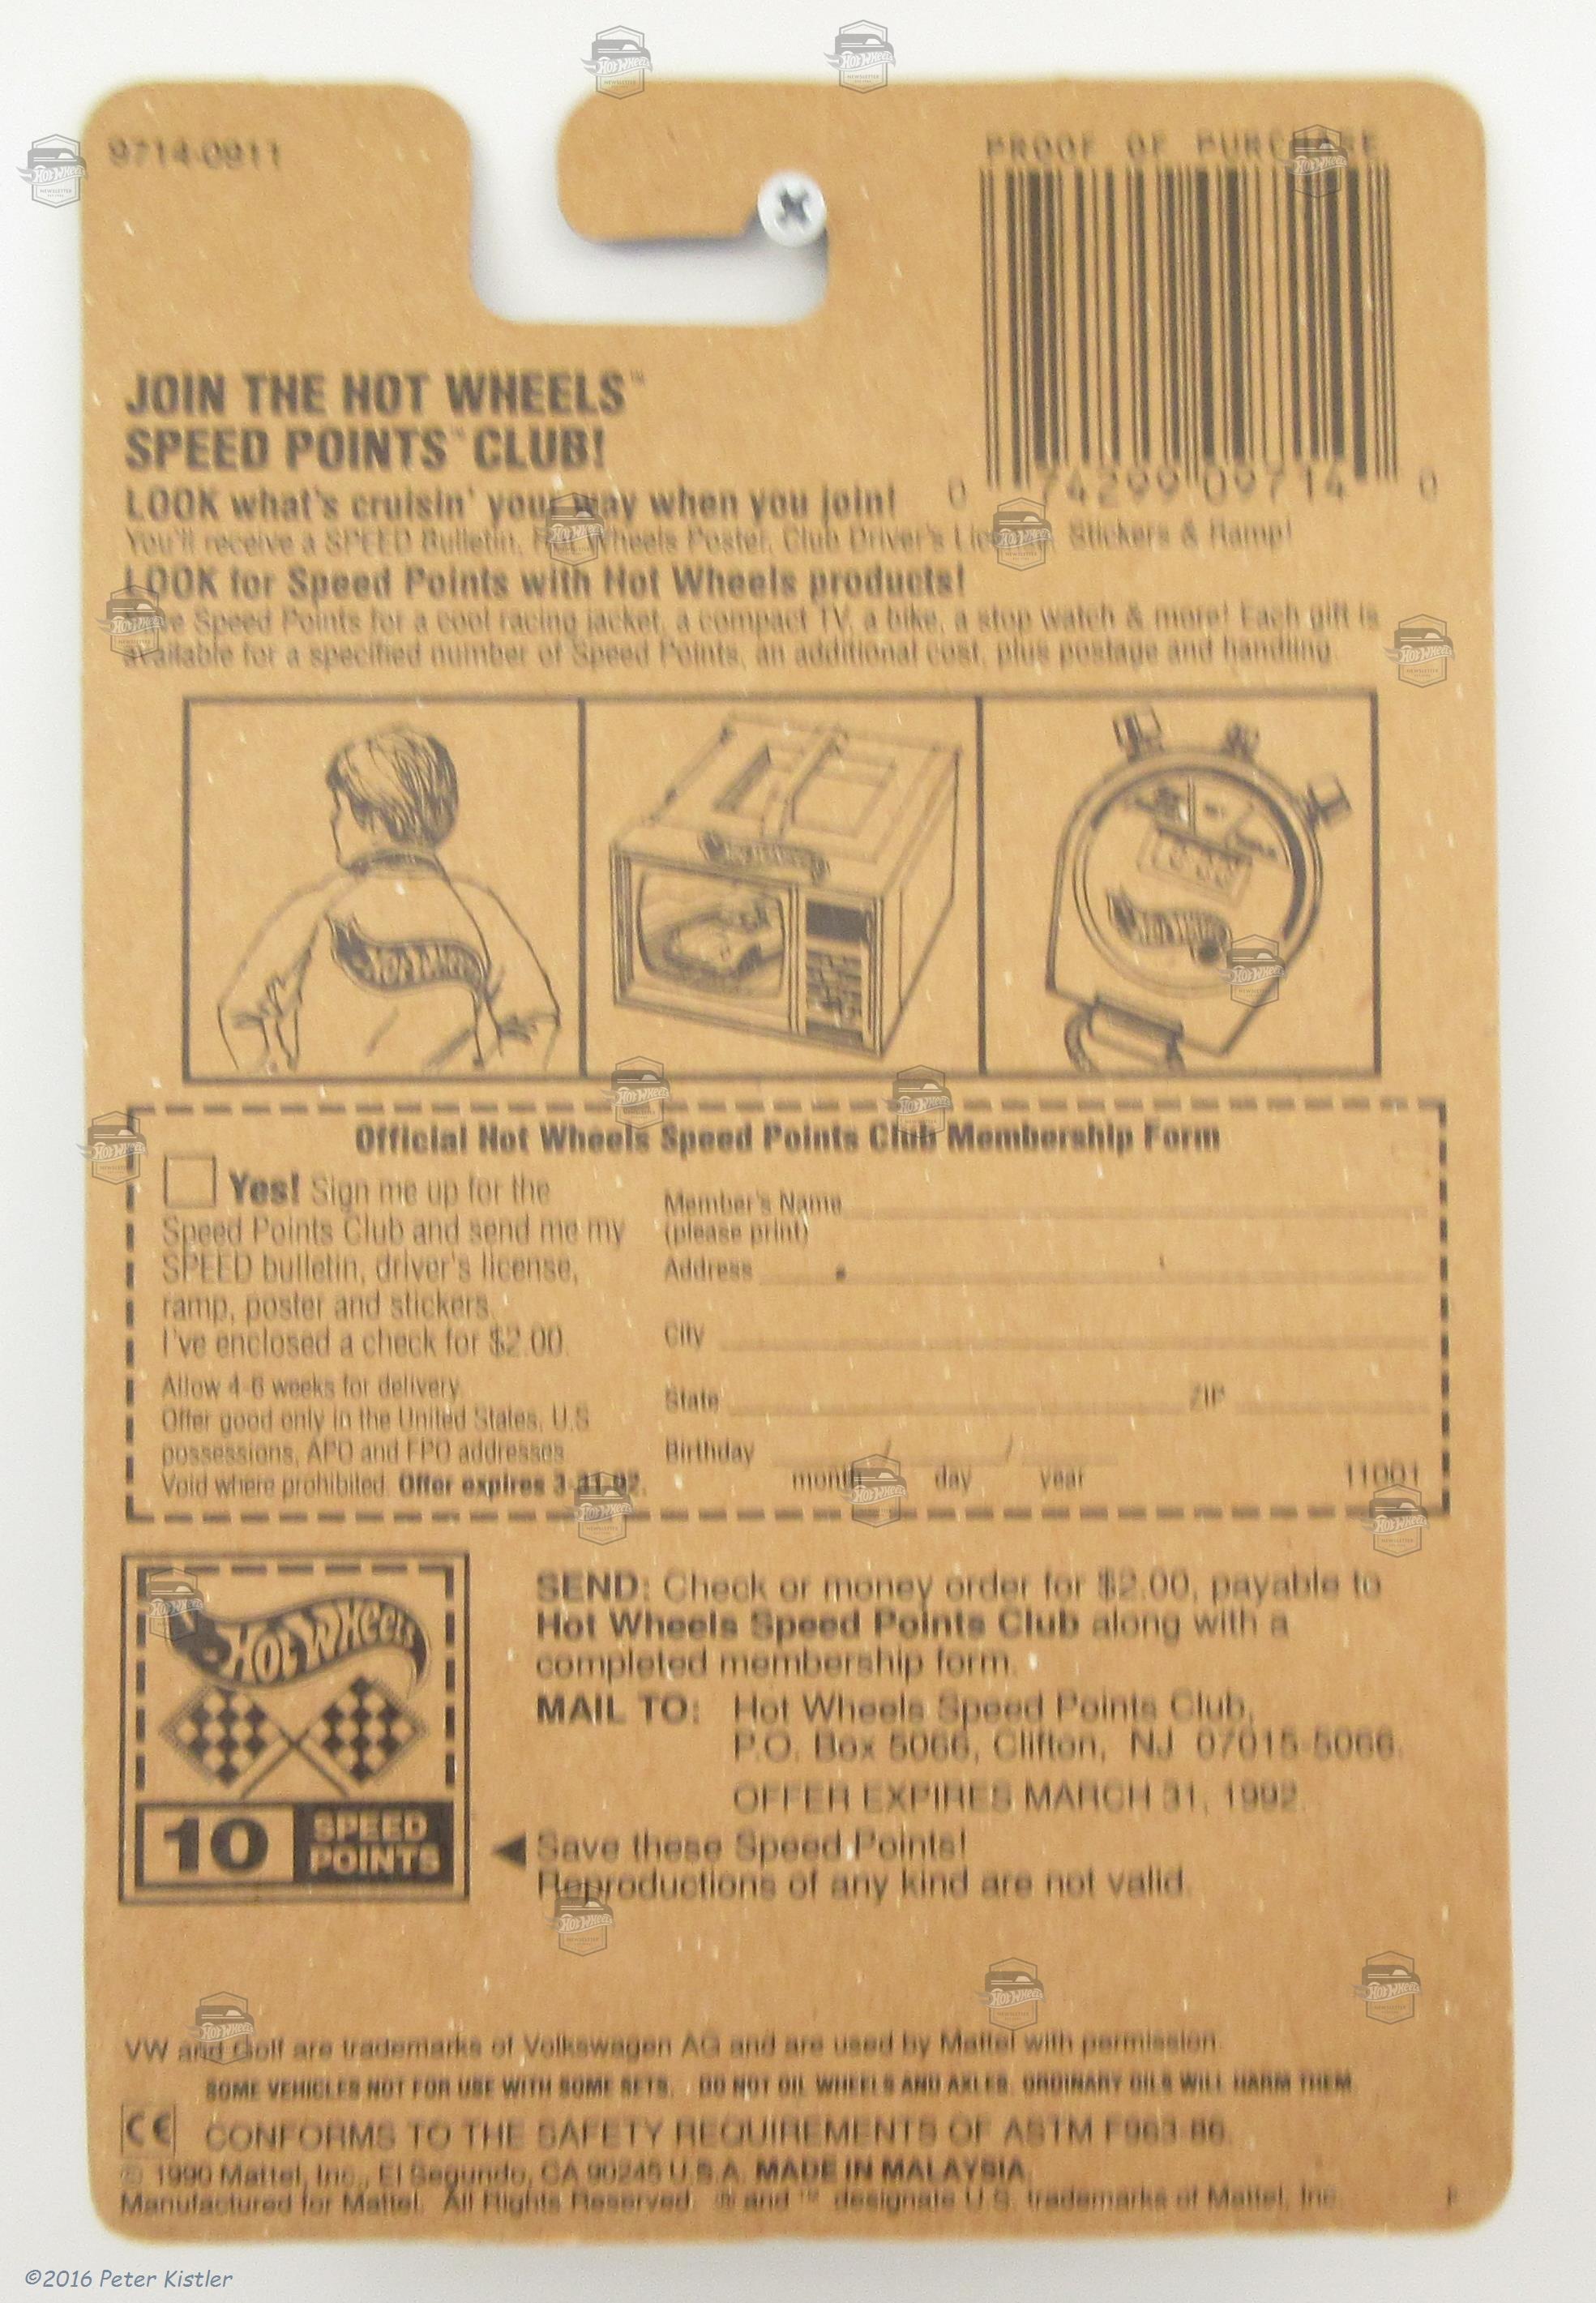 9714-0911
PROOF OF PURCHASE
0 74299 09714 0
JOIN THE HOT WHEELS™
SPEED POINTS™ CLUB!
LOOK what's cruisin' your way when you join!
You'll receive a SPEED Bulletin, Hot Wheels Poster, Club Driver's License, Stickers & Ramp!
LOOK for Speed Points with Hot Wheels products!
Save Speed Points for a cool racing jacket, a compact TV, a bike, a stop watch & more! Each gift is
available for a specified number of Speed Points, an additional cost, plus postage and handling.
HOT WHEELS
HOT WHEELS
HOT WHEELS
Official Hot Wheels Speed Points Club Membership Form
Yes! Sign me up for the
Speed Points Club and send me my
SPEED bulletin, driver's license,
ramp, poster and stickers.
I've enclosed a check for $2.00.
Allow 4-6 weeks for delivery.
Offer good only in the United States, U.S.
possessions, APO and FPO addresses.
Void where prohibited. Offer expires 3-31-92.
Member's Name
(please print)
Address
City
State ZIP
Birthday / /
month day year
11001
HOT WHEELS
10 SPEED
POINTS
SEND: Check or money order for $2.00, payable to
Hot Wheels Speed Points Club along with a
completed membership form.
MAIL TO: Hot Wheels Speed Points Club,
P.O. Box 5066, Clifton, NJ 07015-5066.
OFFER EXPIRES MARCH 31, 1992.
◀ Save these Speed Points!
Reproductions of any kind are not valid.
VW and Golf are trademarks of Volkswagen AG and are used by Mattel with permission.
SOME VEHICLES NOT FOR USE WITH SOME SETS. DO NOT OIL WHEELS AND AXLES. ORDINARY OILS WILL HARM THEM.
CE CONFORMS TO THE SAFETY REQUIREMENTS OF ASTM F963-86.
© 1990 Mattel, Inc., El Segundo, CA 90245 U.S.A. MADE IN MALAYSIA.
Manufactured for Mattel. All Rights Reserved. ® and ™ designate U.S. trademarks of Mattel, Inc.
©2016 Peter Kistler